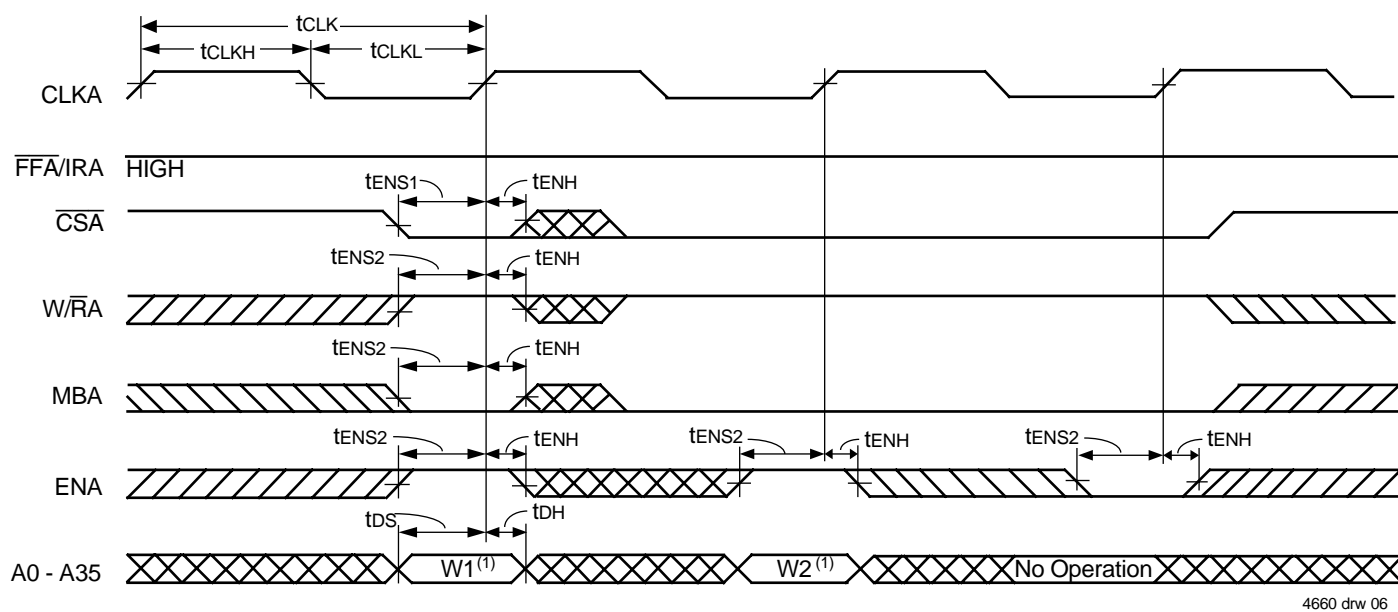 tCLK
tCLKH tCLKL
CLKA
FFA/IRA HIGH
tENS1 tENH
CSA
tENS2 tENH
W/RA
tENS2 tENH
MBA
tENS2 tENH tENS2 tENH tENS2 tENH
ENA
tDS tDH
A0 - A35 W1(1) W2(1) No Operation
4660 drw 06